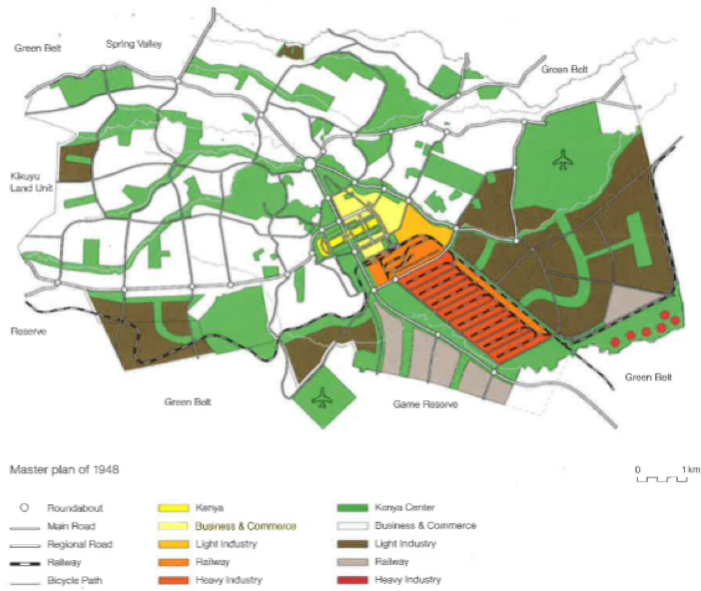 Green Belt
Spring Valley
Green Belt
Kikuyu
Land Unit
Reserve
Green Belt
Game Reserve
Green Belt
Master plan of 1948
0 1 km
Roundabout
Main Road
Regional Road
Railway
Bicycle Path
Kenya
Business & Commerce
Light Industry
Railway
Heavy Industry
Kenya Center
Business & Commerce
Light Industry
Railway
Heavy Industry